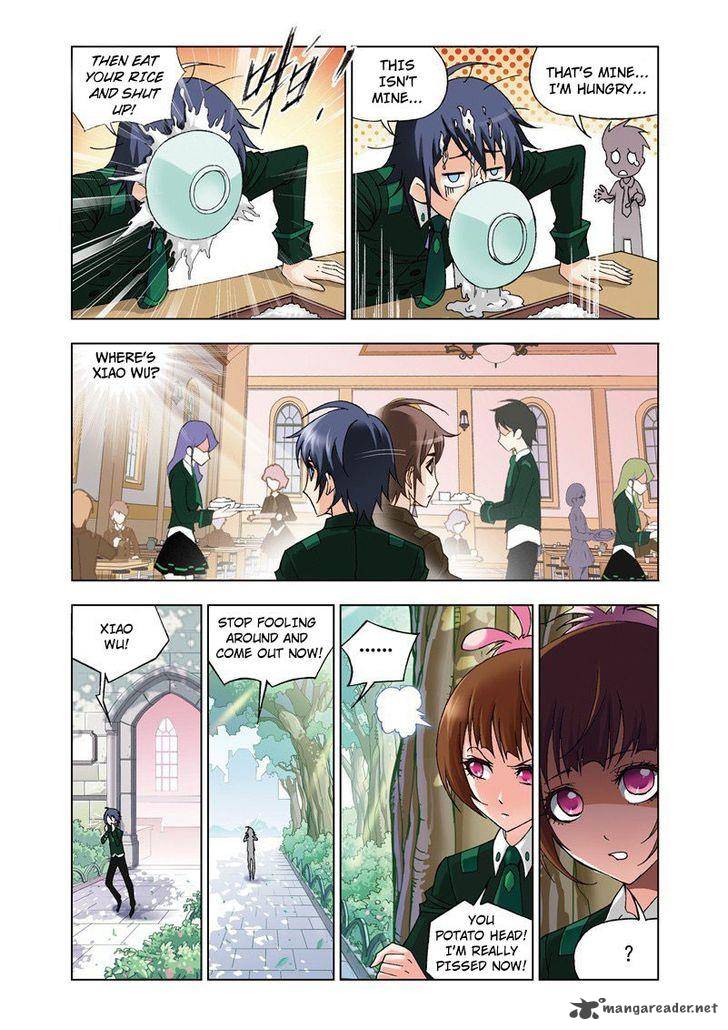 THEN EAT
YOUR RICE
AND SHUT
UP!
啪
THIS
ISN'T
MINE...
THAT'S MINE...
I'M HUNGRY...
WHERE'S
XIAO WU?
XIAO
WU!
STOP FOOLING
AROUND AND
COME OUT NOW!
......
YOU
POTATO HEAD!
I'M REALLY
PISSED NOW!
?
mangareader.net